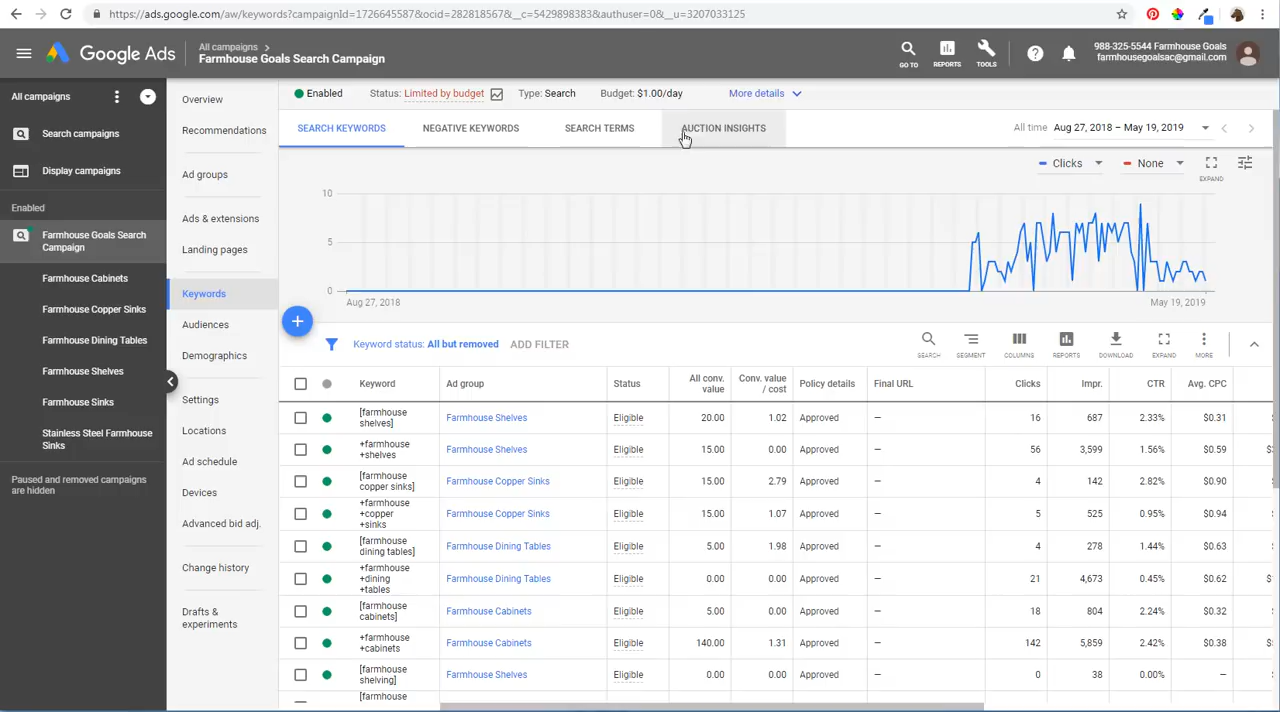 https://ads.google.com/aw/keywords?campaignId=1726645587&ocid=282818567&__c=5429898383&authuser=0&__u=3207033125
Google Ads
All campaigns >
Farmhouse Goals Search Campaign
GO TO
REPORTS
TOOLS
988-325-5544 Farmhouse Goals
farmhousegoalsac@gmail.com
All campaigns
Search campaigns
Display campaigns
Enabled
Farmhouse Goals Search
Campaign
Farmhouse Cabinets
Farmhouse Copper Sinks
Farmhouse Dining Tables
Farmhouse Shelves
Farmhouse Sinks
Stainless Steel Farmhouse
Sinks
Paused and removed campaigns
are hidden
Overview
Recommendations
Ad groups
Ads & extensions
Landing pages
Keywords
Audiences
Demographics
Settings
Locations
Ad schedule
Devices
Advanced bid adj.
Change history
Drafts &
experiments
Enabled Status: Limited by budget Type: Search Budget: $1.00/day More details
SEARCH KEYWORDS NEGATIVE KEYWORDS SEARCH TERMS AUCTION INSIGHTS
All time Aug 27, 2018 – May 19, 2019
Clicks None
EXPAND
10
5
0
Aug 27, 2018 May 19, 2019
Keyword status: All but removed ADD FILTER
SEARCH SEGMENT COLUMNS REPORTS DOWNLOAD EXPAND MORE
Keyword Ad group Status All conv. value Conv. value / cost Policy details Final URL Clicks Impr. CTR Avg. CPC
[farmhouse shelves] Farmhouse Shelves Eligible 20.00 1.02 Approved — 16 687 2.33% $0.31
+farmhouse +shelves Farmhouse Shelves Eligible 15.00 0.00 Approved — 56 3,599 1.56% $0.59
[farmhouse copper sinks] Farmhouse Copper Sinks Eligible 15.00 2.79 Approved — 4 142 2.82% $0.90
+farmhouse +copper +sinks Farmhouse Copper Sinks Eligible 15.00 1.07 Approved — 5 525 0.95% $0.94
[farmhouse dining tables] Farmhouse Dining Tables Eligible 5.00 1.98 Approved — 4 278 1.44% $0.63
+farmhouse +dining +tables Farmhouse Dining Tables Eligible 0.00 0.00 Approved — 21 4,673 0.45% $0.62
[farmhouse cabinets] Farmhouse Cabinets Eligible 5.00 0.00 Approved — 18 804 2.24% $0.32
+farmhouse +cabinets Farmhouse Cabinets Eligible 140.00 1.31 Approved — 142 5,859 2.42% $0.38
[farmhouse shelving] Farmhouse Shelves Eligible 0.00 0.00 Approved — 0 38 0.00% –
[farmhouse